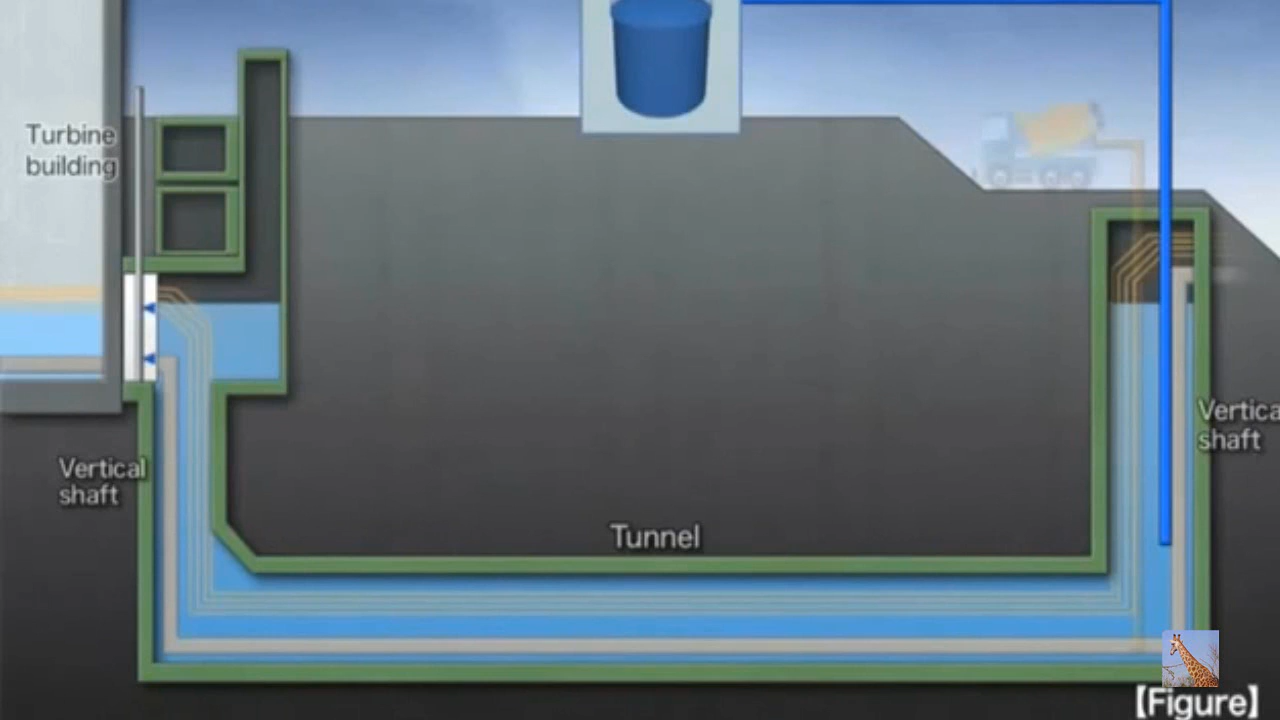 Turbine
building
Vertical
shaft
Tunnel
Vertica
shaft
【Figure】